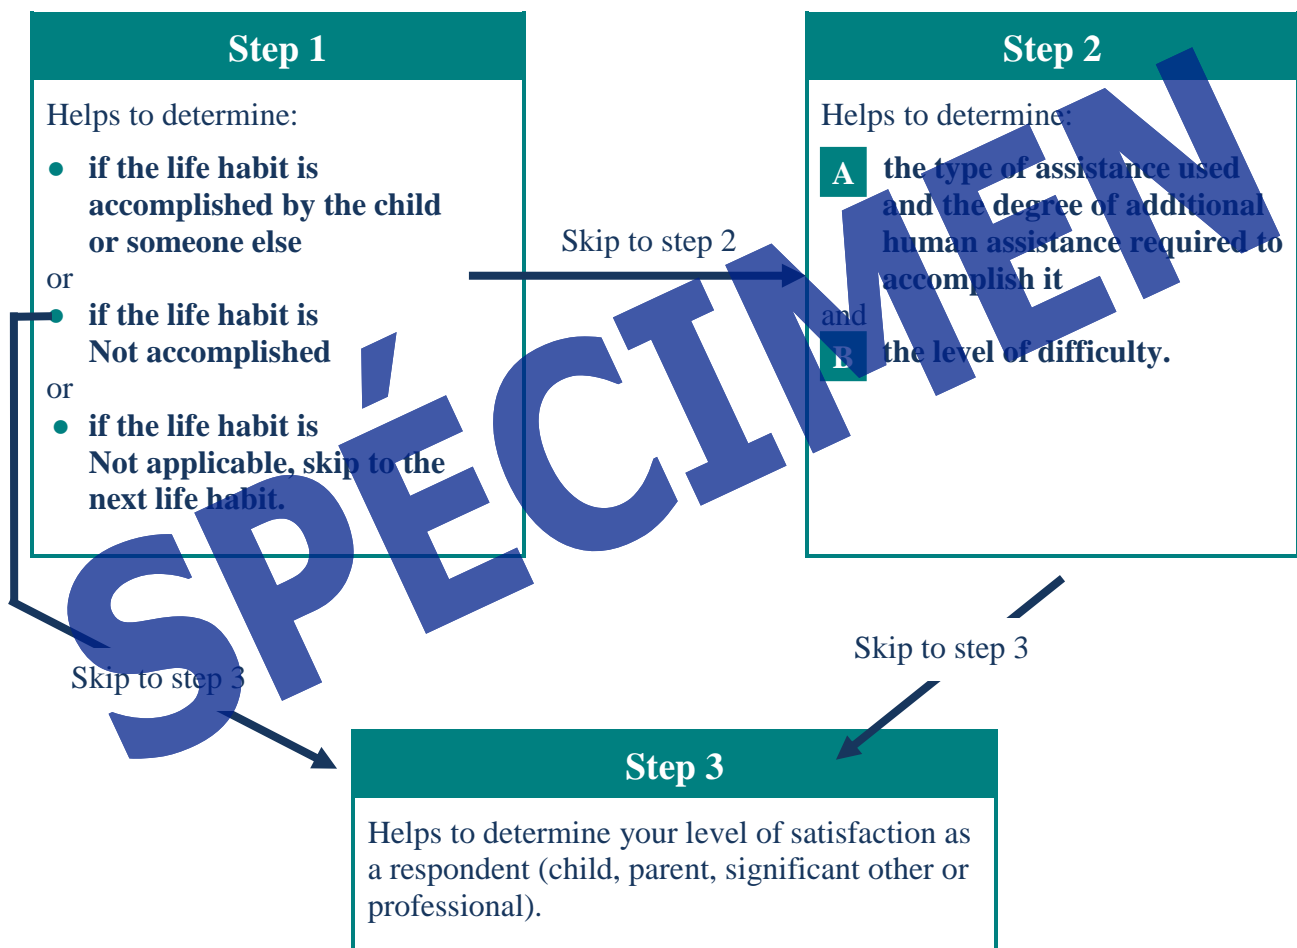 Step 1
Helps to determine:
• if the life habit is
accomplished by the child
or someone else
or
• if the life habit is
Not accomplished
or
• if the life habit is
Not applicable, skip to the
next life habit.
Skip to step 2
Step 2
Helps to determine:
A the type of assistance used
and the degree of additional
human assistance required to
accomplish it
and
B the level of difficulty.
Skip to step 3
Skip to step 3
Step 3
Helps to determine your level of satisfaction as
a respondent (child, parent, significant other or
professional).
SPÉCIMEN